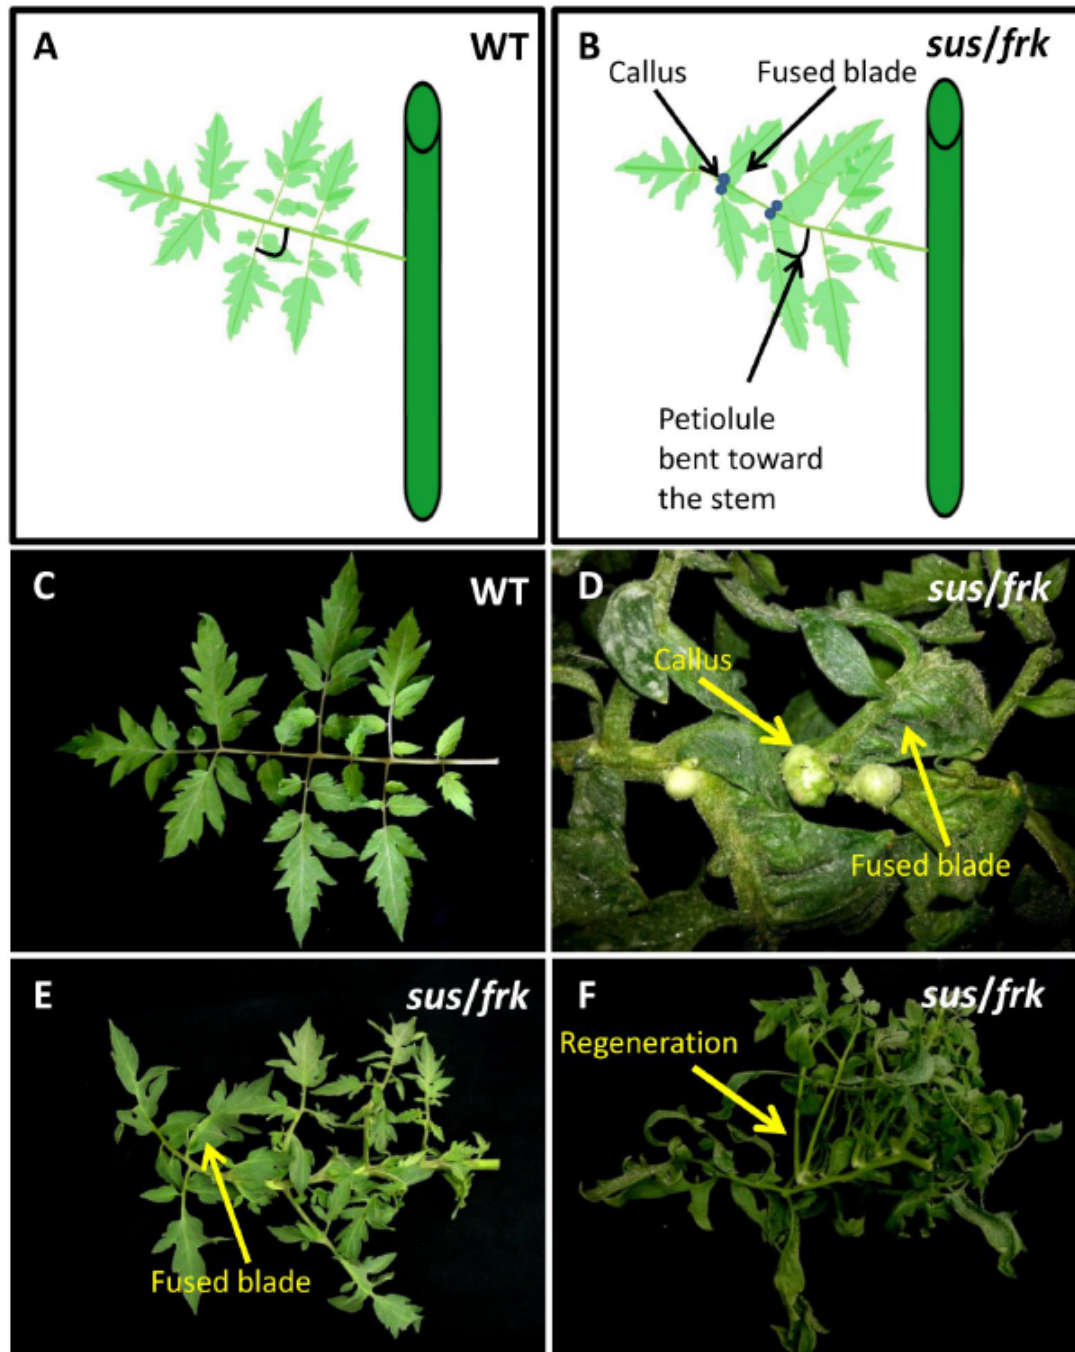 A
WT
B
sus/frk
Callus
Fused blade
Petiolule
bent toward
the stem
C
WT
D
sus/frk
Callus
Fused blade
E
sus/frk
Fused blade
F
sus/frk
Regeneration